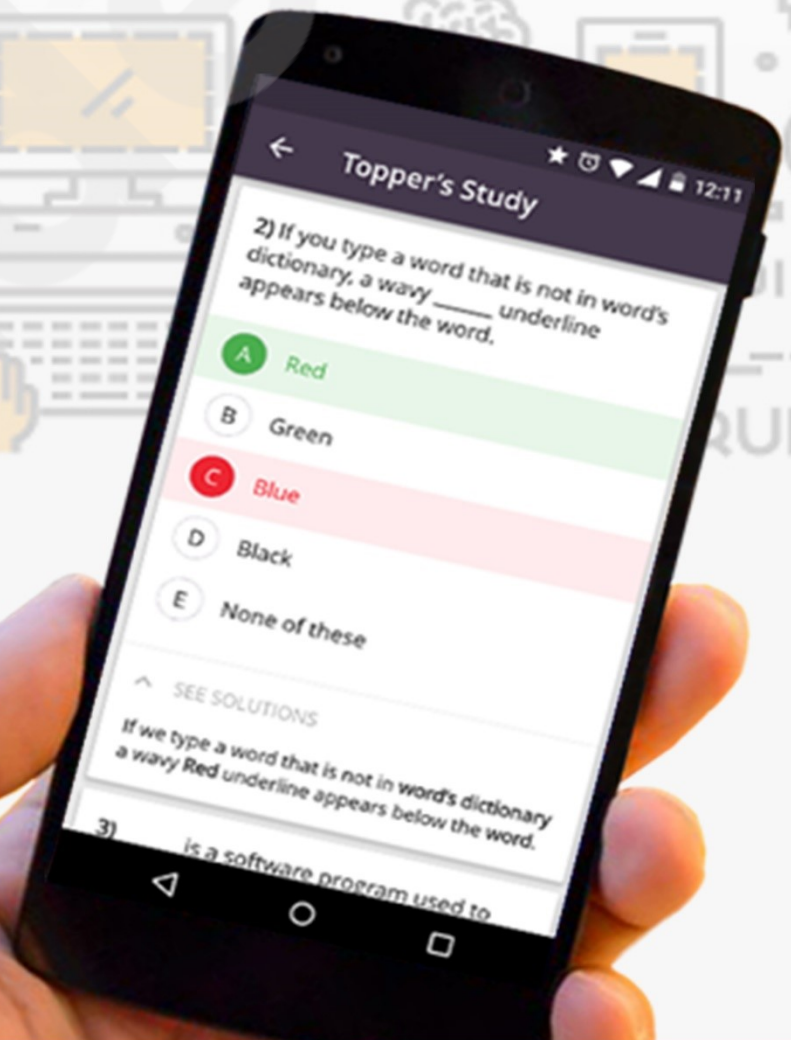 12:11
Topper's Study
2) If you type a word that is not in word's
dictionary, a wavy ______ underline
appears below the word.
A Red
B Green
C Blue
D Black
E None of these
SEE SOLUTIONS
If we type a word that is not in word's dictionary
a wavy Red underline appears below the word.
3) ______ is a software program used to